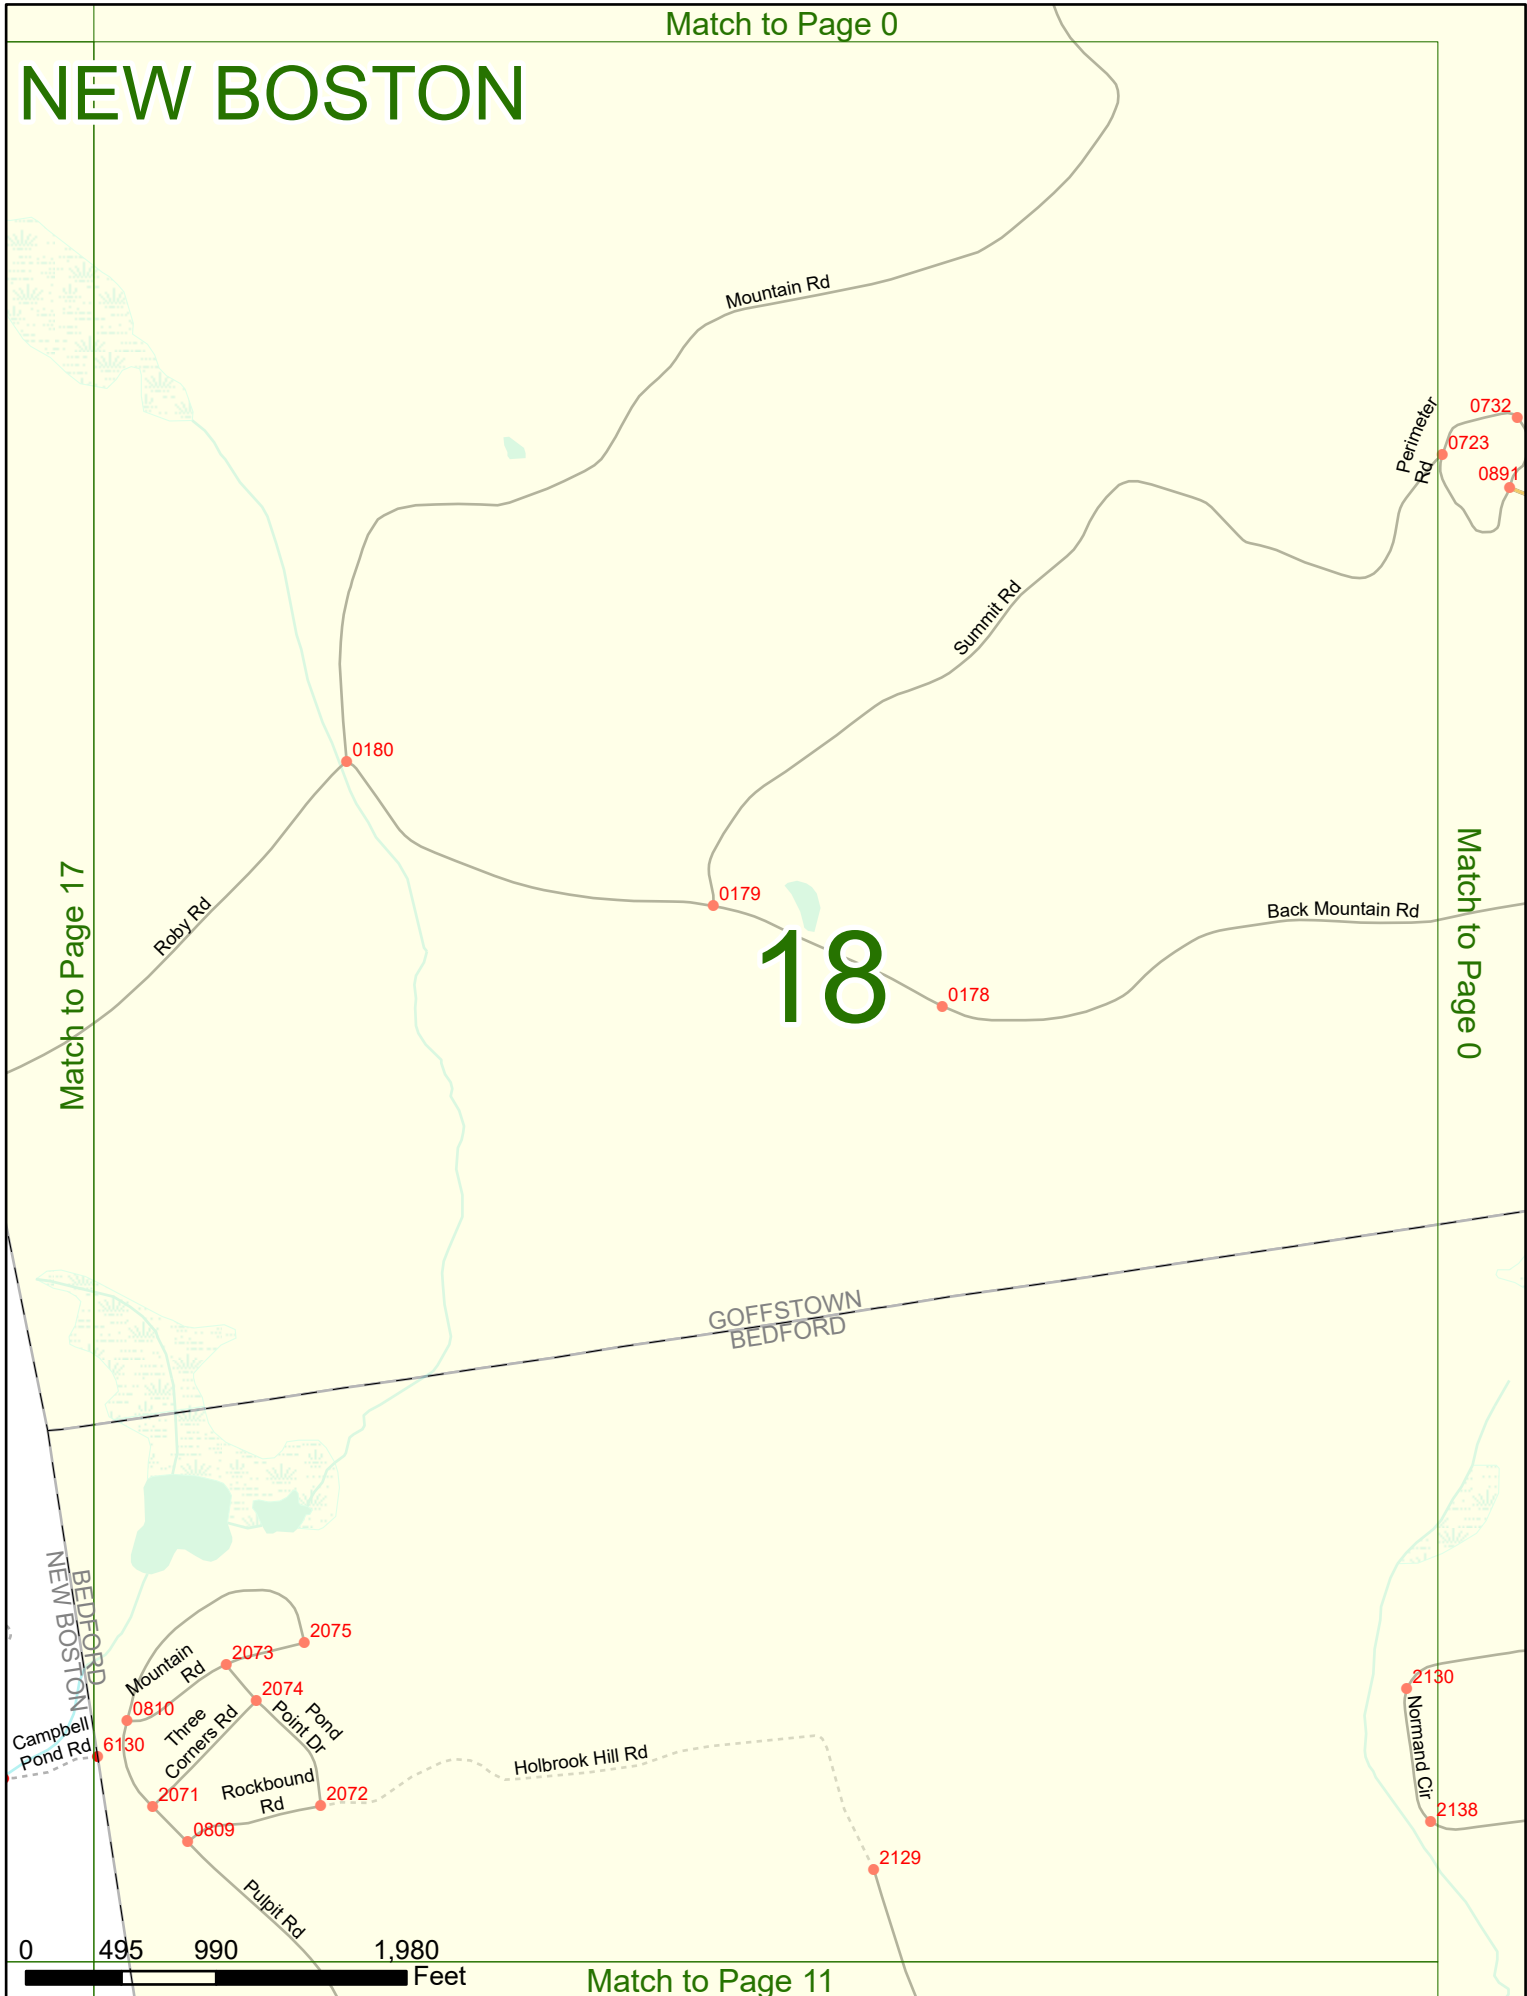 Match to Page 0
NEW BOSTON
Mountain Rd
Perimeter
Rd
0732
0723
0891
Summit Rd
0180
Match to Page 17
Roby Rd
0179
18
0178
Back Mountain Rd
Match to Page 0
GOFFSTOWN
BEDFORD
BEDFORD
NEW BOSTON
2075
2073
Mountain
Rd
2074
0810
Three
Corners Rd
Pond
Point Dr
Campbell
Pond Rd
6130
2071
Rockbound
Rd
2072
0809
Holbrook Hill Rd
2130
Normand Cir
2138
2129
Pulpit Rd
0 495 990 1,980
Feet
Match to Page 11